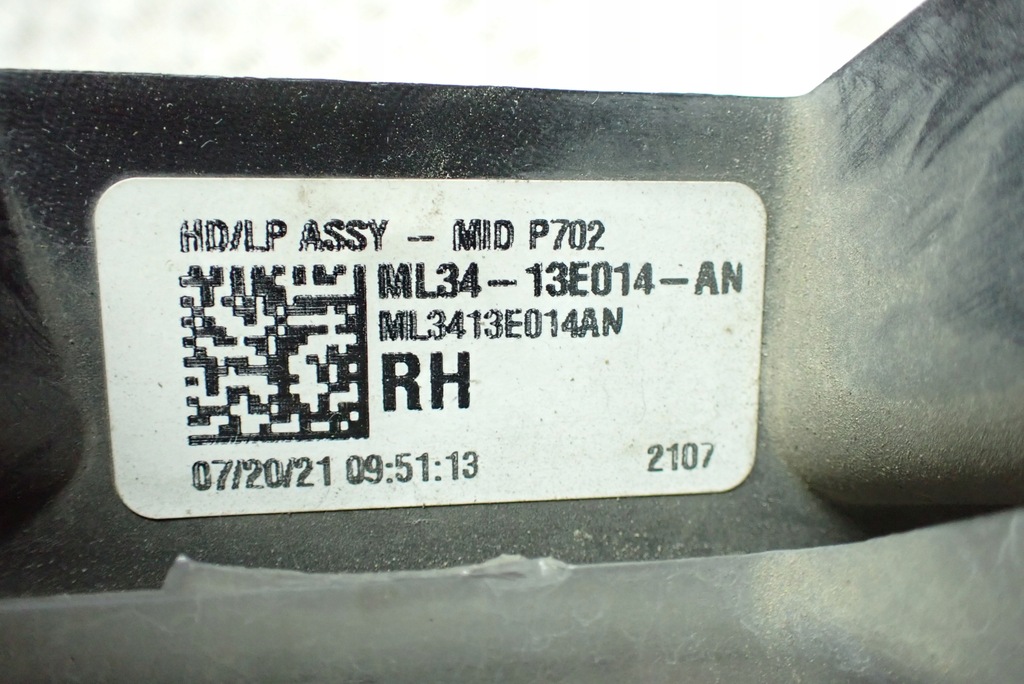 HD/LP ASSY - MID P702
ML34-13E014-AN
ML3413E014AN
RH
07/20/21 09:51:13 2107